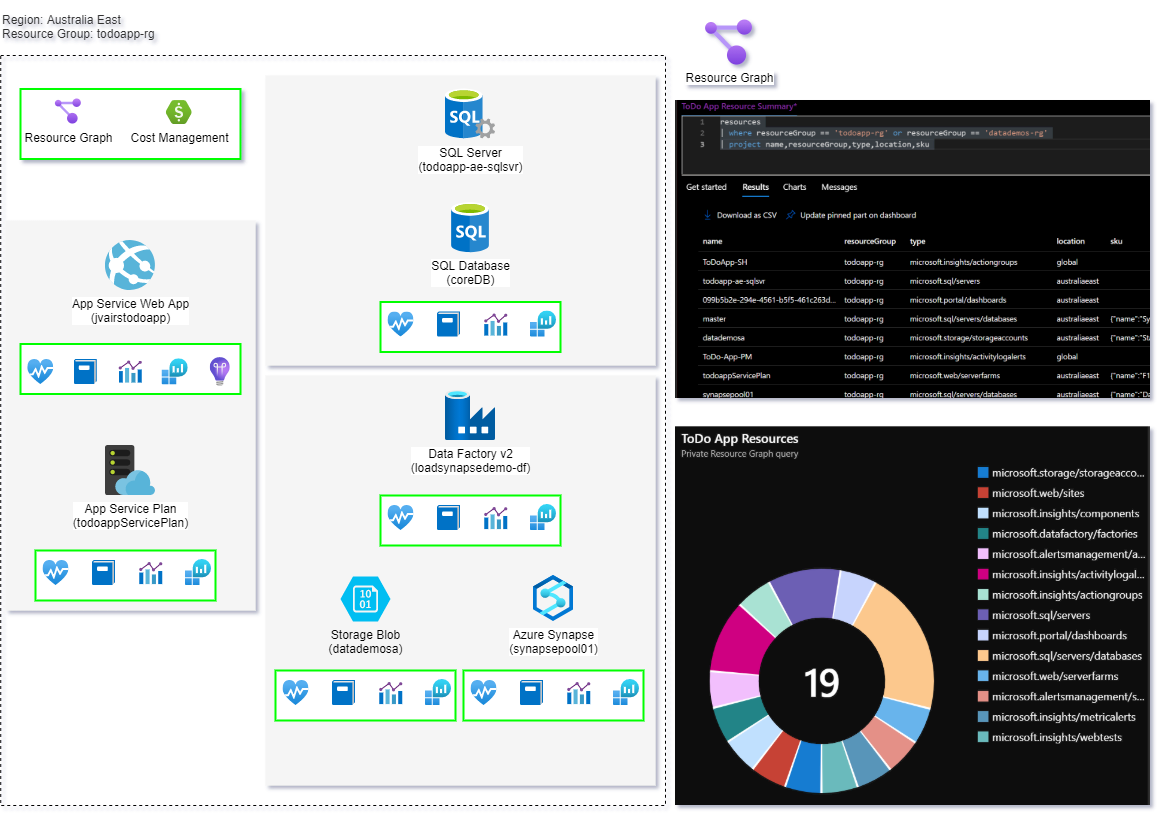 Region: Australia East
Resource Group: todoapp-rg
Resource Graph
Cost Management
App Service Web App
(jvairstodoapp)
App Service Plan
(todoappServicePlan)
SQL
SQL Server
(todoapp-ae-sqlsvr)
SQL
SQL Database
(coreDB)
Data Factory v2
(loadsynapsedemo-df)
10
01
Storage Blob
(datademosa)
Azure Synapse
(synapsepool01)
Resource Graph
ToDo App Resource Summary*
1 resources
2 | where resourceGroup == 'todoapp-rg' or resourceGroup == 'datademos-rg'
3 | project name,resourceGroup,type,location,sku
Get started Results Charts Messages
Download as CSV Update pinned part on dashboard
name resourceGroup type location sku
ToDoApp-SH todoapp-rg microsoft.insights/actiongroups global
todoapp-ae-sqlsvr todoapp-rg microsoft.sql/servers australiaeast
099b5b2e-294e-4561-b5f5-461c263d... todoapp-rg microsoft.portal/dashboards australiaeast
master todoapp-rg microsoft.sql/servers/databases australiaeast {"name":"Sy
datademosa todoapp-rg microsoft.storage/storageaccounts australiaeast {"name":"Sta
ToDo-App-PM todoapp-rg microsoft.insights/activitylogalerts global
todoappServicePlan todoapp-rg microsoft.web/serverfarms australiaeast {"name":"F1
synapsepool01 todoapp-rg microsoft.sql/servers/databases australiaeast {"name":"Da
ToDo App Resources
Private Resource Graph query
19
microsoft.storage/storageacco...
microsoft.web/sites
microsoft.insights/components
microsoft.datafactory/factories
microsoft.alertsmanagement/a...
microsoft.insights/activitylogal...
microsoft.insights/actiongroups
microsoft.sql/servers
microsoft.portal/dashboards
microsoft.sql/servers/databases
microsoft.web/serverfarms
microsoft.alertsmanagement/s...
microsoft.insights/metricalerts
microsoft.insights/webtests